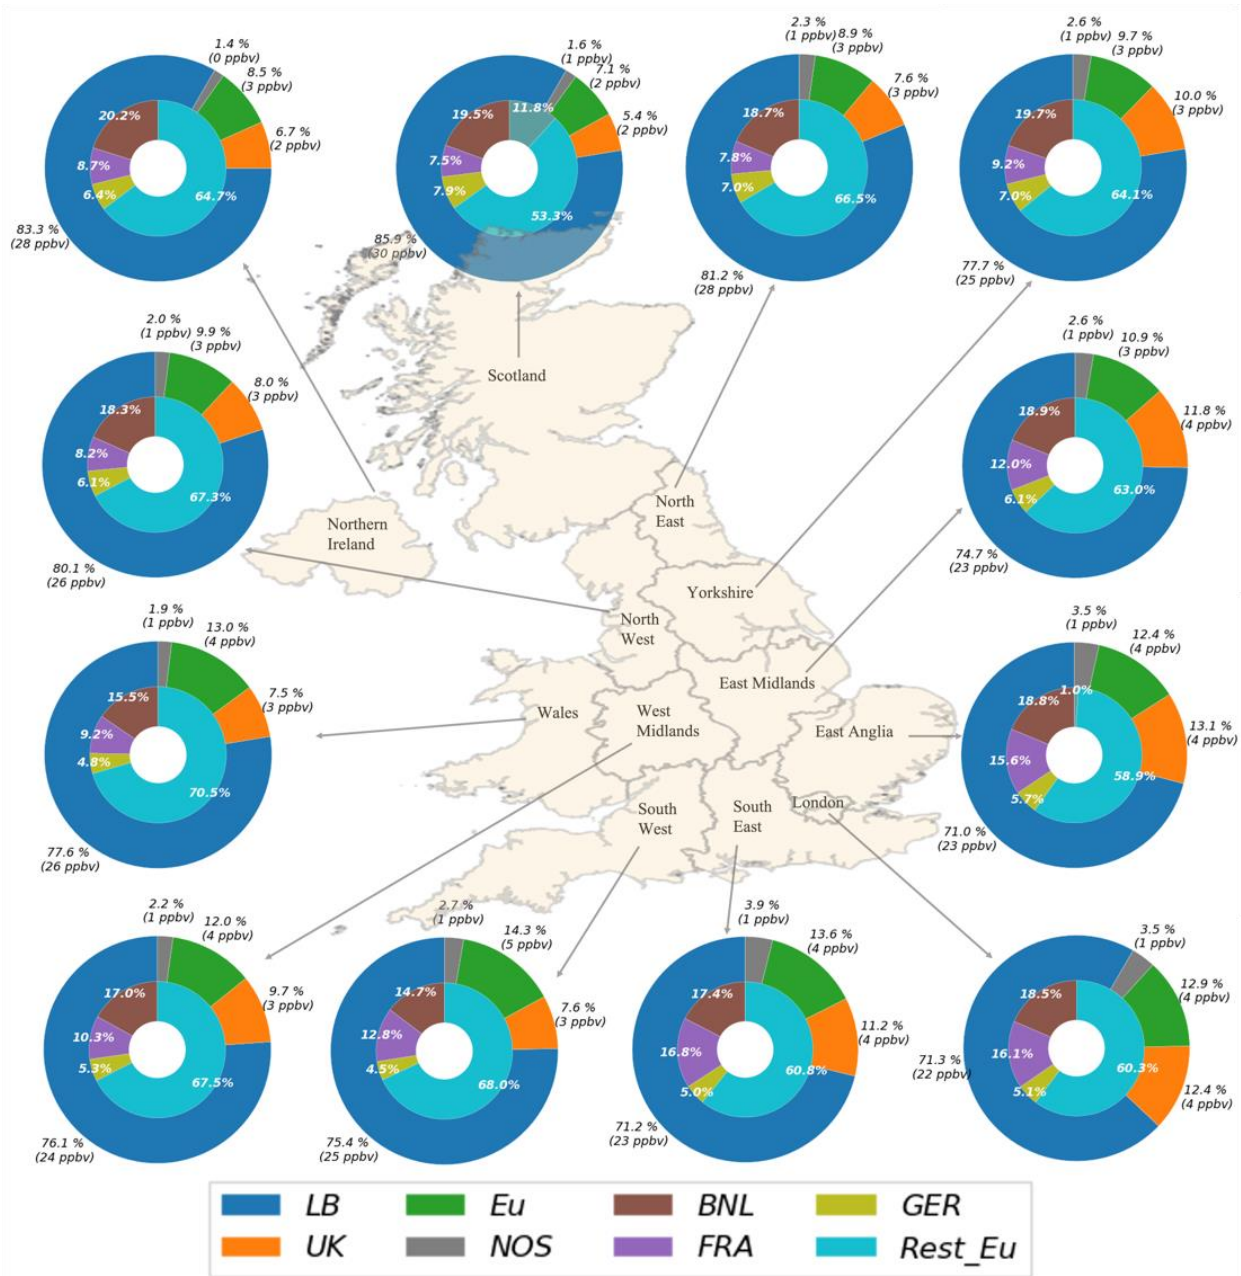 1.4 %
(0 ppbv)
8.5 %
(3 ppbv)
6.7 %
(2 ppbv)
20.2%
8.7%
6.4%
64.7%
83.3 %
(28 ppbv)
1.6 %
(1 ppbv)
7.1 %
(2 ppbv)
5.4 %
(2 ppbv)
19.5%
11.8%
7.5%
7.9%
53.3%
85.9 %
(30 ppbv)
2.3 %
(1 ppbv)
8.9 %
(3 ppbv)
7.6 %
(3 ppbv)
18.7%
7.8%
7.0%
66.5%
81.2 %
(28 ppbv)
2.6 %
(1 ppbv)
9.7 %
(3 ppbv)
10.0 %
(3 ppbv)
19.7%
9.2%
7.0%
64.1%
77.7 %
(25 ppbv)
2.0 %
(1 ppbv)
9.9 %
(3 ppbv)
8.0 %
(3 ppbv)
18.3%
8.2%
6.1%
67.3%
80.1 %
(26 ppbv)
2.6 %
(1 ppbv)
10.9 %
(3 ppbv)
11.8 %
(4 ppbv)
18.9%
12.0%
6.1%
63.0%
74.7 %
(23 ppbv)
Scotland
North
East
Northern
Ireland
Yorkshire
North
West
East Midlands
Wales
West
Midlands
East Anglia
South
West
South
East
London
1.9 %
(1 ppbv)
13.0 %
(4 ppbv)
7.5 %
(3 ppbv)
15.5%
9.2%
4.8%
70.5%
77.6 %
(26 ppbv)
3.5 %
(1 ppbv)
12.4 %
(4 ppbv)
13.1 %
(4 ppbv)
1.0%
18.8%
15.6%
5.7%
58.9%
71.0 %
(23 ppbv)
2.2 %
(1 ppbv)
12.0 %
(4 ppbv)
9.7 %
(3 ppbv)
17.0%
10.3%
5.3%
67.5%
76.1 %
(24 ppbv)
2.7 %
(1 ppbv)
14.3 %
(5 ppbv)
7.6 %
(3 ppbv)
14.7%
12.8%
4.5%
68.0%
75.4 %
(25 ppbv)
3.9 %
(1 ppbv)
13.6 %
(4 ppbv)
11.2 %
(4 ppbv)
17.4%
16.8%
5.0%
60.8%
71.2 %
(23 ppbv)
3.5 %
(1 ppbv)
12.9 %
(4 ppbv)
12.4 %
(4 ppbv)
18.5%
16.1%
5.1%
60.3%
71.3 %
(22 ppbv)
LB Eu BNL GER
UK NOS FRA Rest_Eu